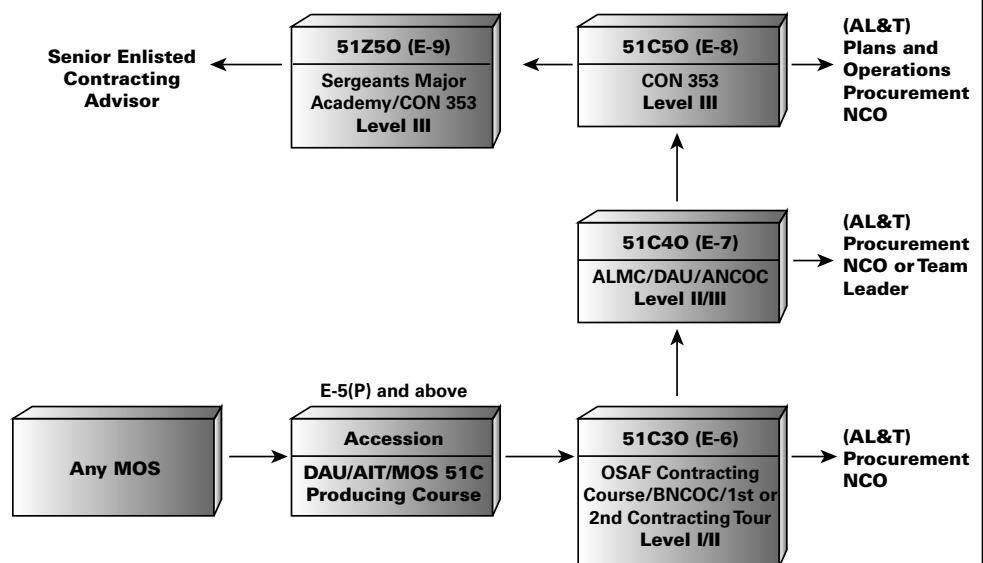 Senior Enlisted
Contracting
Advisor
51Z5O (E-9)
Sergeants Major
Academy/CON 353
Level III
51C5O (E-8)
CON 353
Level III
(AL&T)
Plans and
Operations
Procurement
NCO
51C4O (E-7)
ALMC/DAU/ANCOC
Level II/III
(AL&T)
Procurement
NCO or Team
Leader
Any MOS
E-5(P) and above
Accession
DAU/AIT/MOS 51C
Producing Course
51C3O (E-6)
OSAF Contracting
Course/BNCOC/1st or
2nd Contracting Tour
Level I/II
(AL&T)
Procurement
NCO